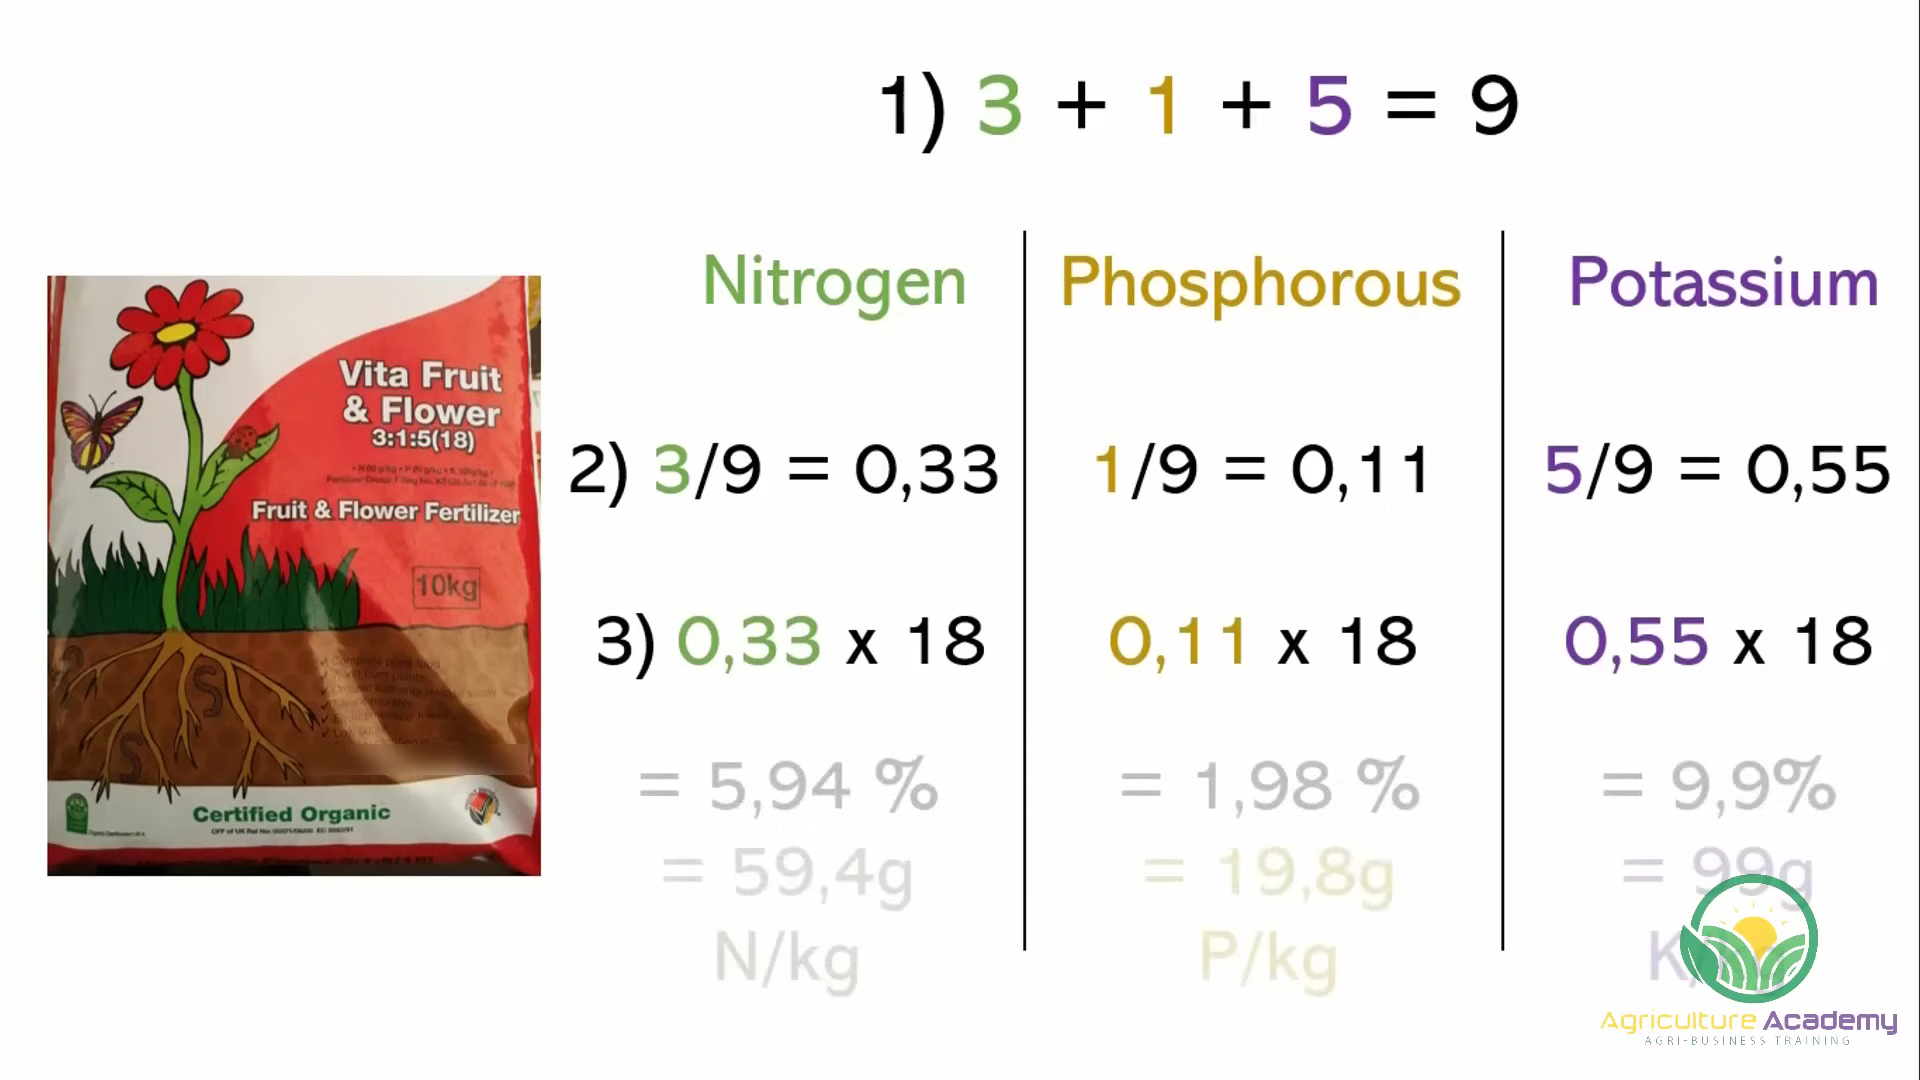 1) 3 + 1 + 5 = 9
Nitrogen
Phosphorous
Potassium
2) 3/9 = 0,33
1/9 = 0,11
5/9 = 0,55
3) 0,33 x 18
0,11 x 18
0,55 x 18
= 5,94 %
= 1,98 %
= 9,9%
= 59,4g
= 19,8g
= 99g
N/kg
P/kg
Vita Fruit
& Flower
3:1:5(18)
Fruit & Flower Fertilizer
10kg
Certified Organic
Agriculture Academy
AGRI-BUSINESS TRAINING